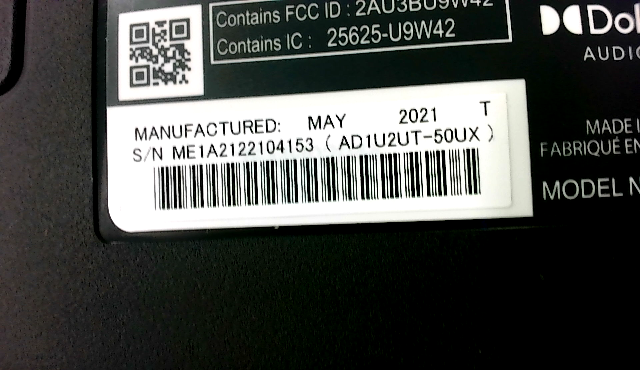 Contains FCC ID : 2AU3BU9W42
Contains IC : 25625-U9W42
AUDIO
MANUFACTURED: MAY 2021 T
S/N ME1A2122104153 ( AD1U2UT-50UX )
MADE
FABRIQUÉ EN
MODEL N